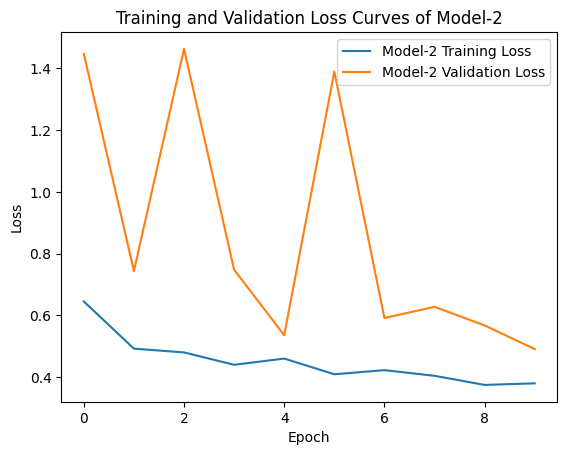 Training and Validation Loss Curves of Model-2
Model-2 Training Loss
Model-2 Validation Loss
1.4
1.2
1.0
0.8
0.6
0.4
Loss
0
2
4
6
8
Epoch